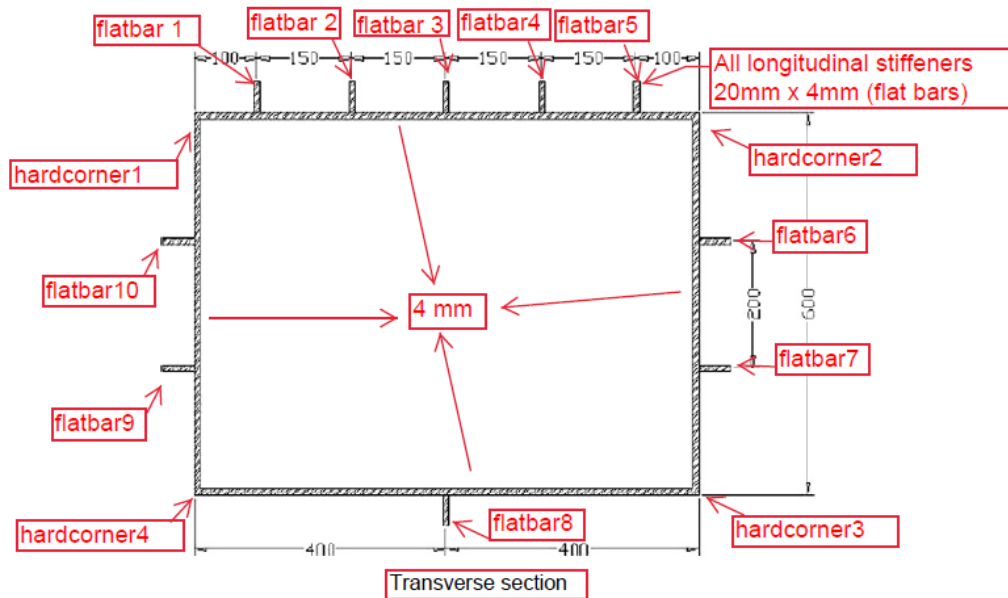 flatbar 1
flatbar 2
flatbar 3
flatbar4
flatbar5
100
150
150
150
150
100
All longitudinal stiffeners
20mm x 4mm (flat bars)
hardcorner1
hardcorner2
flatbar10
flatbar6
4 mm
200
600
flatbar9
flatbar7
hardcorner4
flatbar8
hardcorner3
400
400
Transverse section